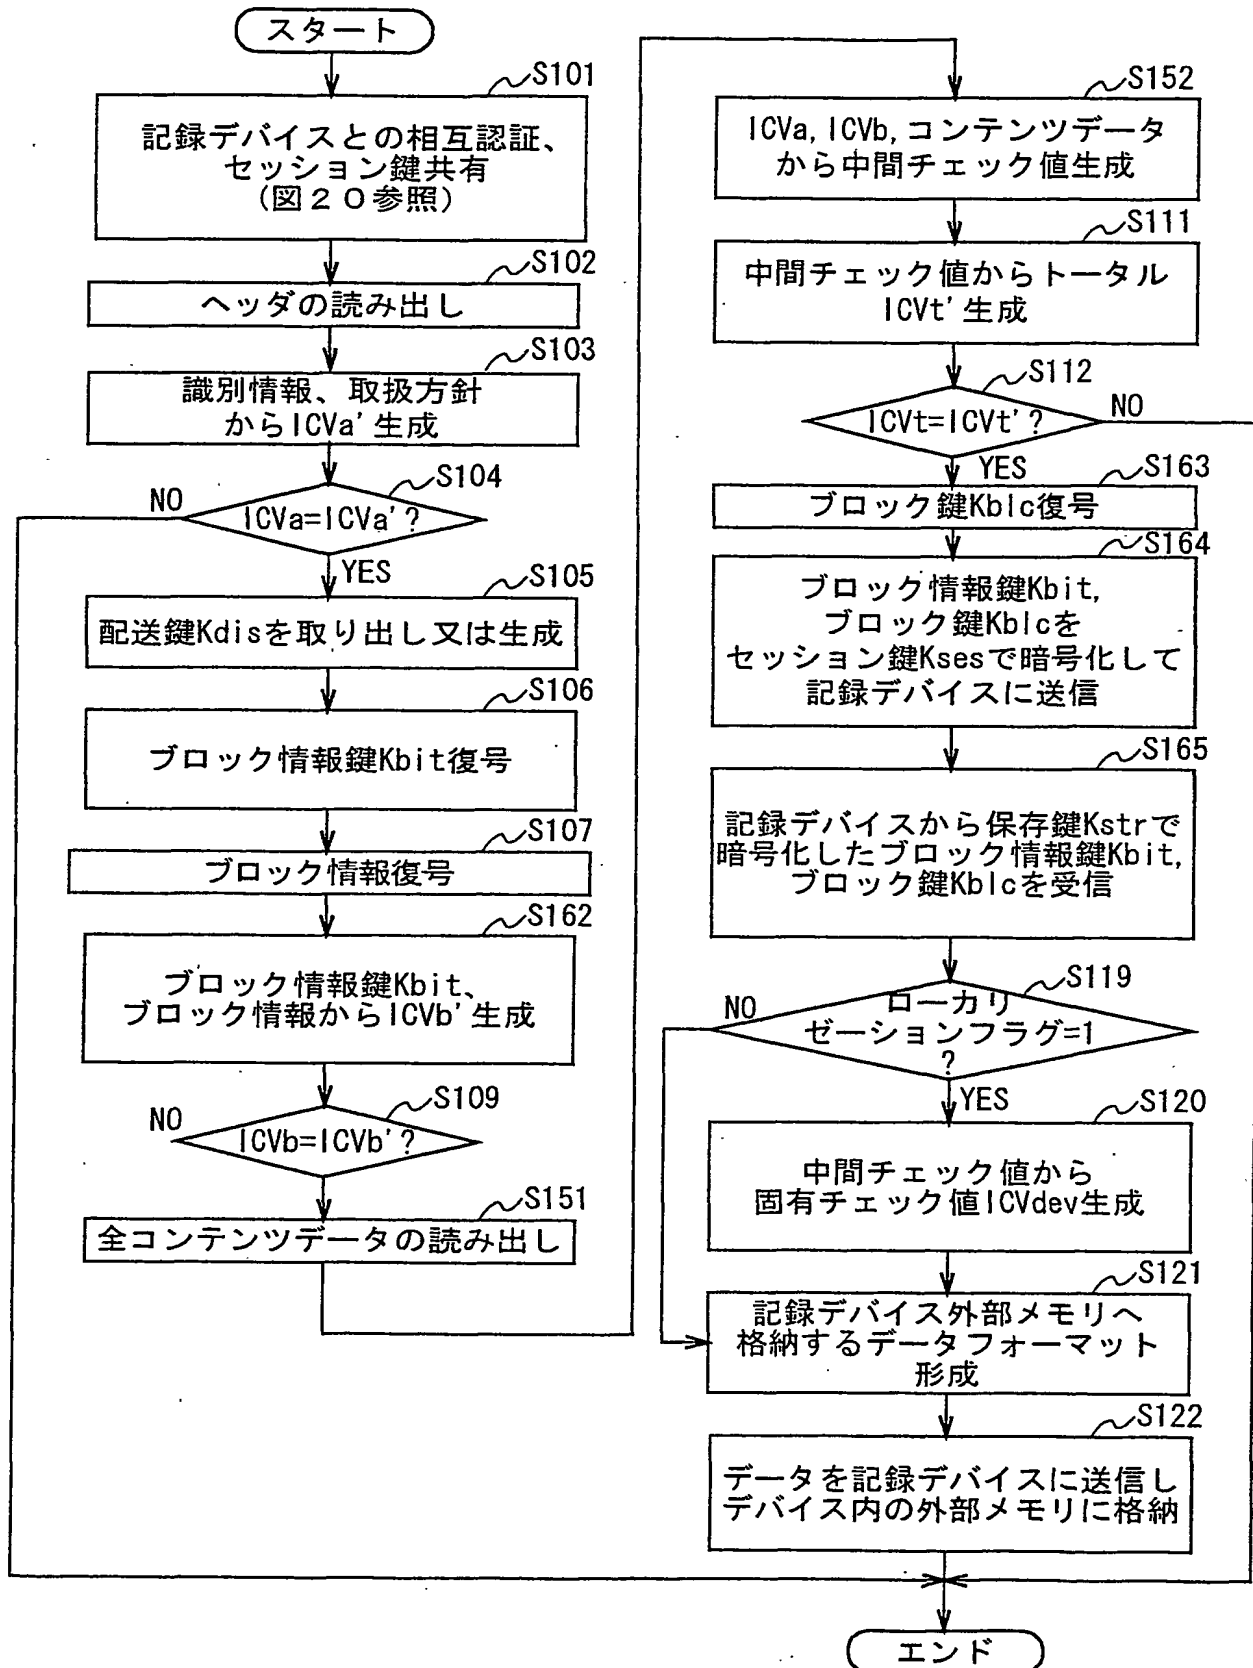 スタート
S101
記録デバイスとの相互認証、
セッション鍵共有
(図２０参照)
S102
ヘッダの読み出し
S103
識別情報、取扱方針
からICVa'生成
S104
NO
ICVa=ICVa'?
YES
S105
配送鍵Kdisを取り出し又は生成
S106
ブロック情報鍵Kbit復号
S107
ブロック情報復号
S162
ブロック情報鍵Kbit、
ブロック情報からICVb'生成
S109
NO
ICVb=ICVb'?
S151
全コンテンツデータの読み出し
S152
ICVa,ICVb,コンテンツデータ
から中間チェック値生成
S111
中間チェック値からトータル
ICVt'生成
S112
ICVt=ICVt'?
NO
YES
S163
ブロック鍵Kblc復号
S164
ブロック情報鍵Kbit,
ブロック鍵Kblcを
セッション鍵Ksesで暗号化して
記録デバイスに送信
S165
記録デバイスから保存鍵Kstrで
暗号化したブロック情報鍵Kbit,
ブロック鍵Kblcを受信
S119
NO
ローカリ
ゼーションフラグ=1
?
YES
S120
中間チェック値から
固有チェック値ICVdev生成
S121
記録デバイス外部メモリへ
格納するデータフォーマット
形成
S122
データを記録デバイスに送信し
デバイス内の外部メモリに格納
エンド